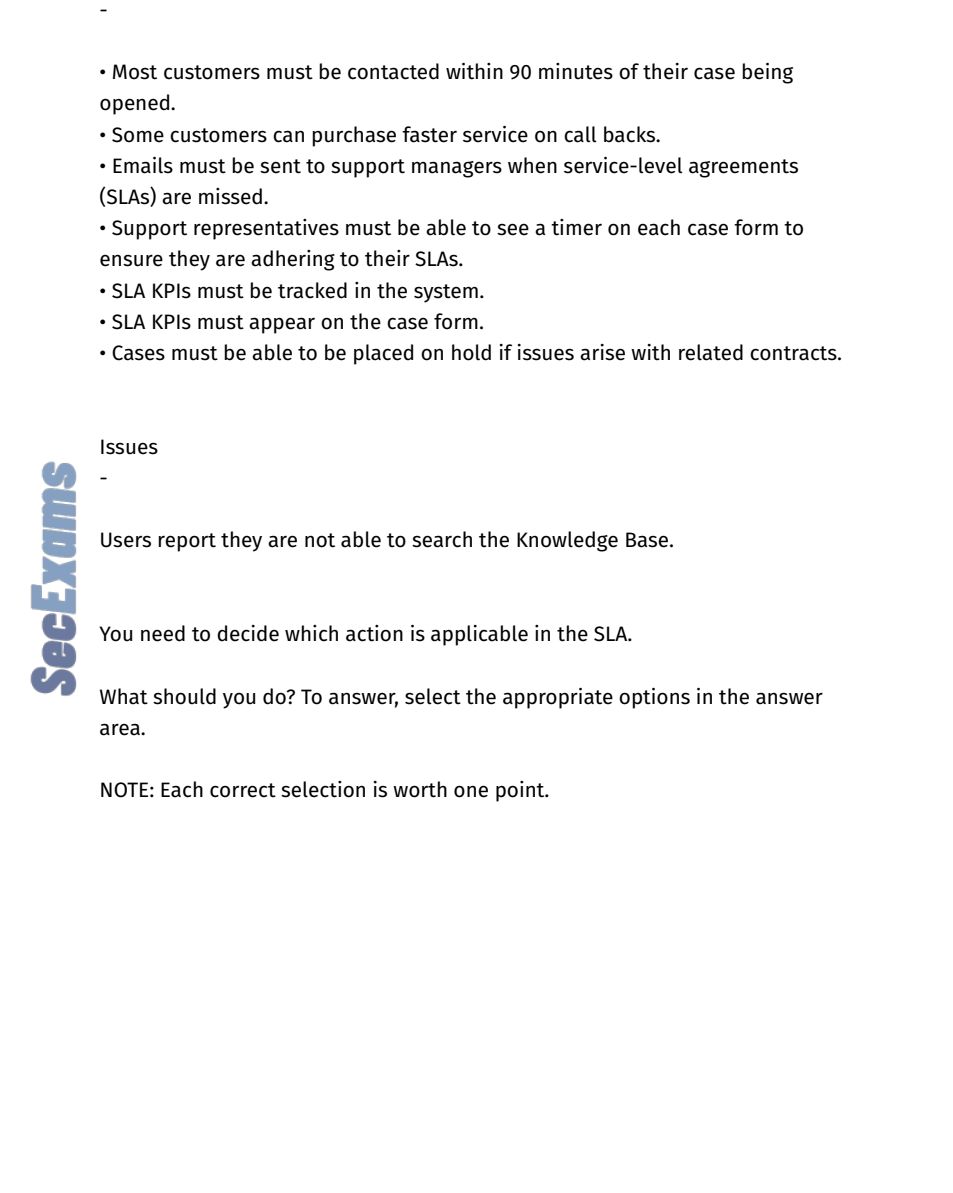 -
• Most customers must be contacted within 90 minutes of their case being
opened.
• Some customers can purchase faster service on call backs.
• Emails must be sent to support managers when service-level agreements
(SLAs) are missed.
• Support representatives must be able to see a timer on each case form to
ensure they are adhering to their SLAs.
• SLA KPIs must be tracked in the system.
• SLA KPIs must appear on the case form.
• Cases must be able to be placed on hold if issues arise with related contracts.
Issues
-
Users report they are not able to search the Knowledge Base.
You need to decide which action is applicable in the SLA.
What should you do? To answer, select the appropriate options in the answer
area.
NOTE: Each correct selection is worth one point.
SecExams